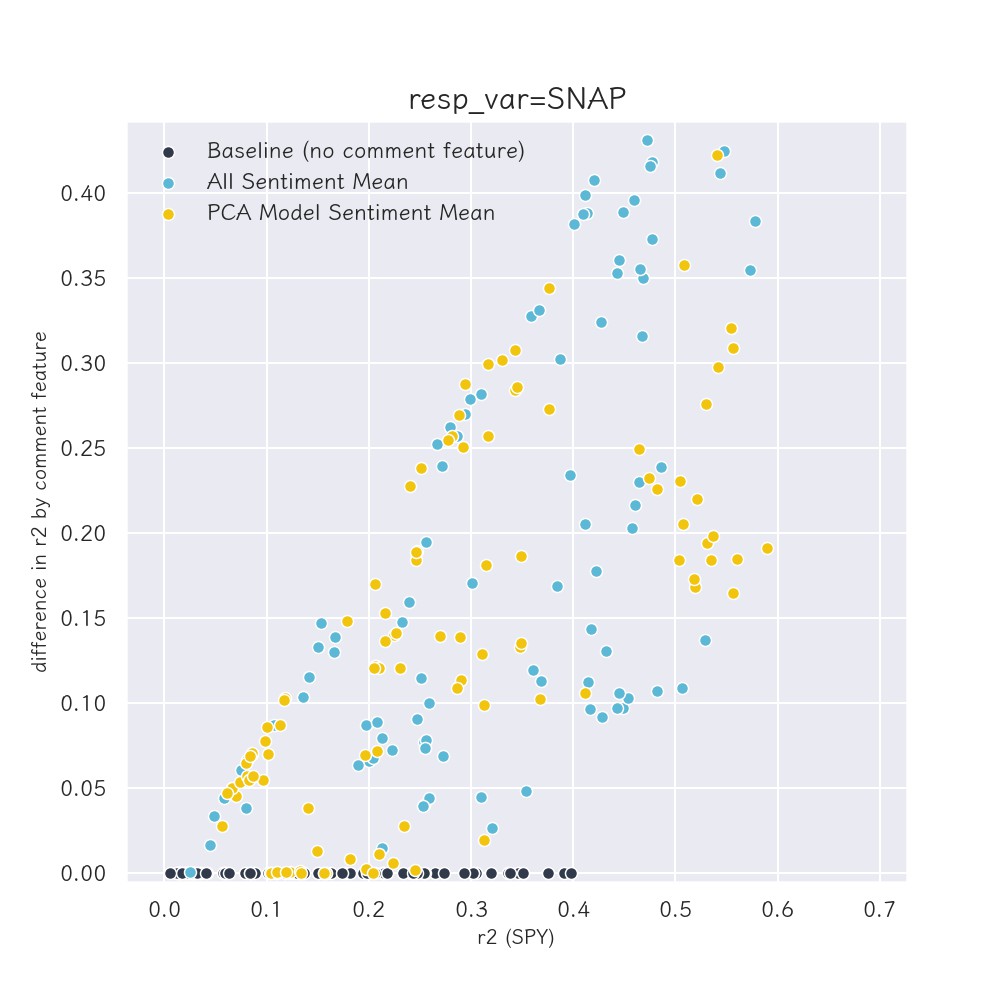 resp_var=SNAP
Baseline (no comment feature)
All Sentiment Mean
PCA Model Sentiment Mean
difference in r2 by comment feature
0.40
0.35
0.30
0.25
0.20
0.15
0.10
0.05
0.00
0.0 0.1 0.2 0.3 0.4 0.5 0.6 0.7
r2 (SPY)